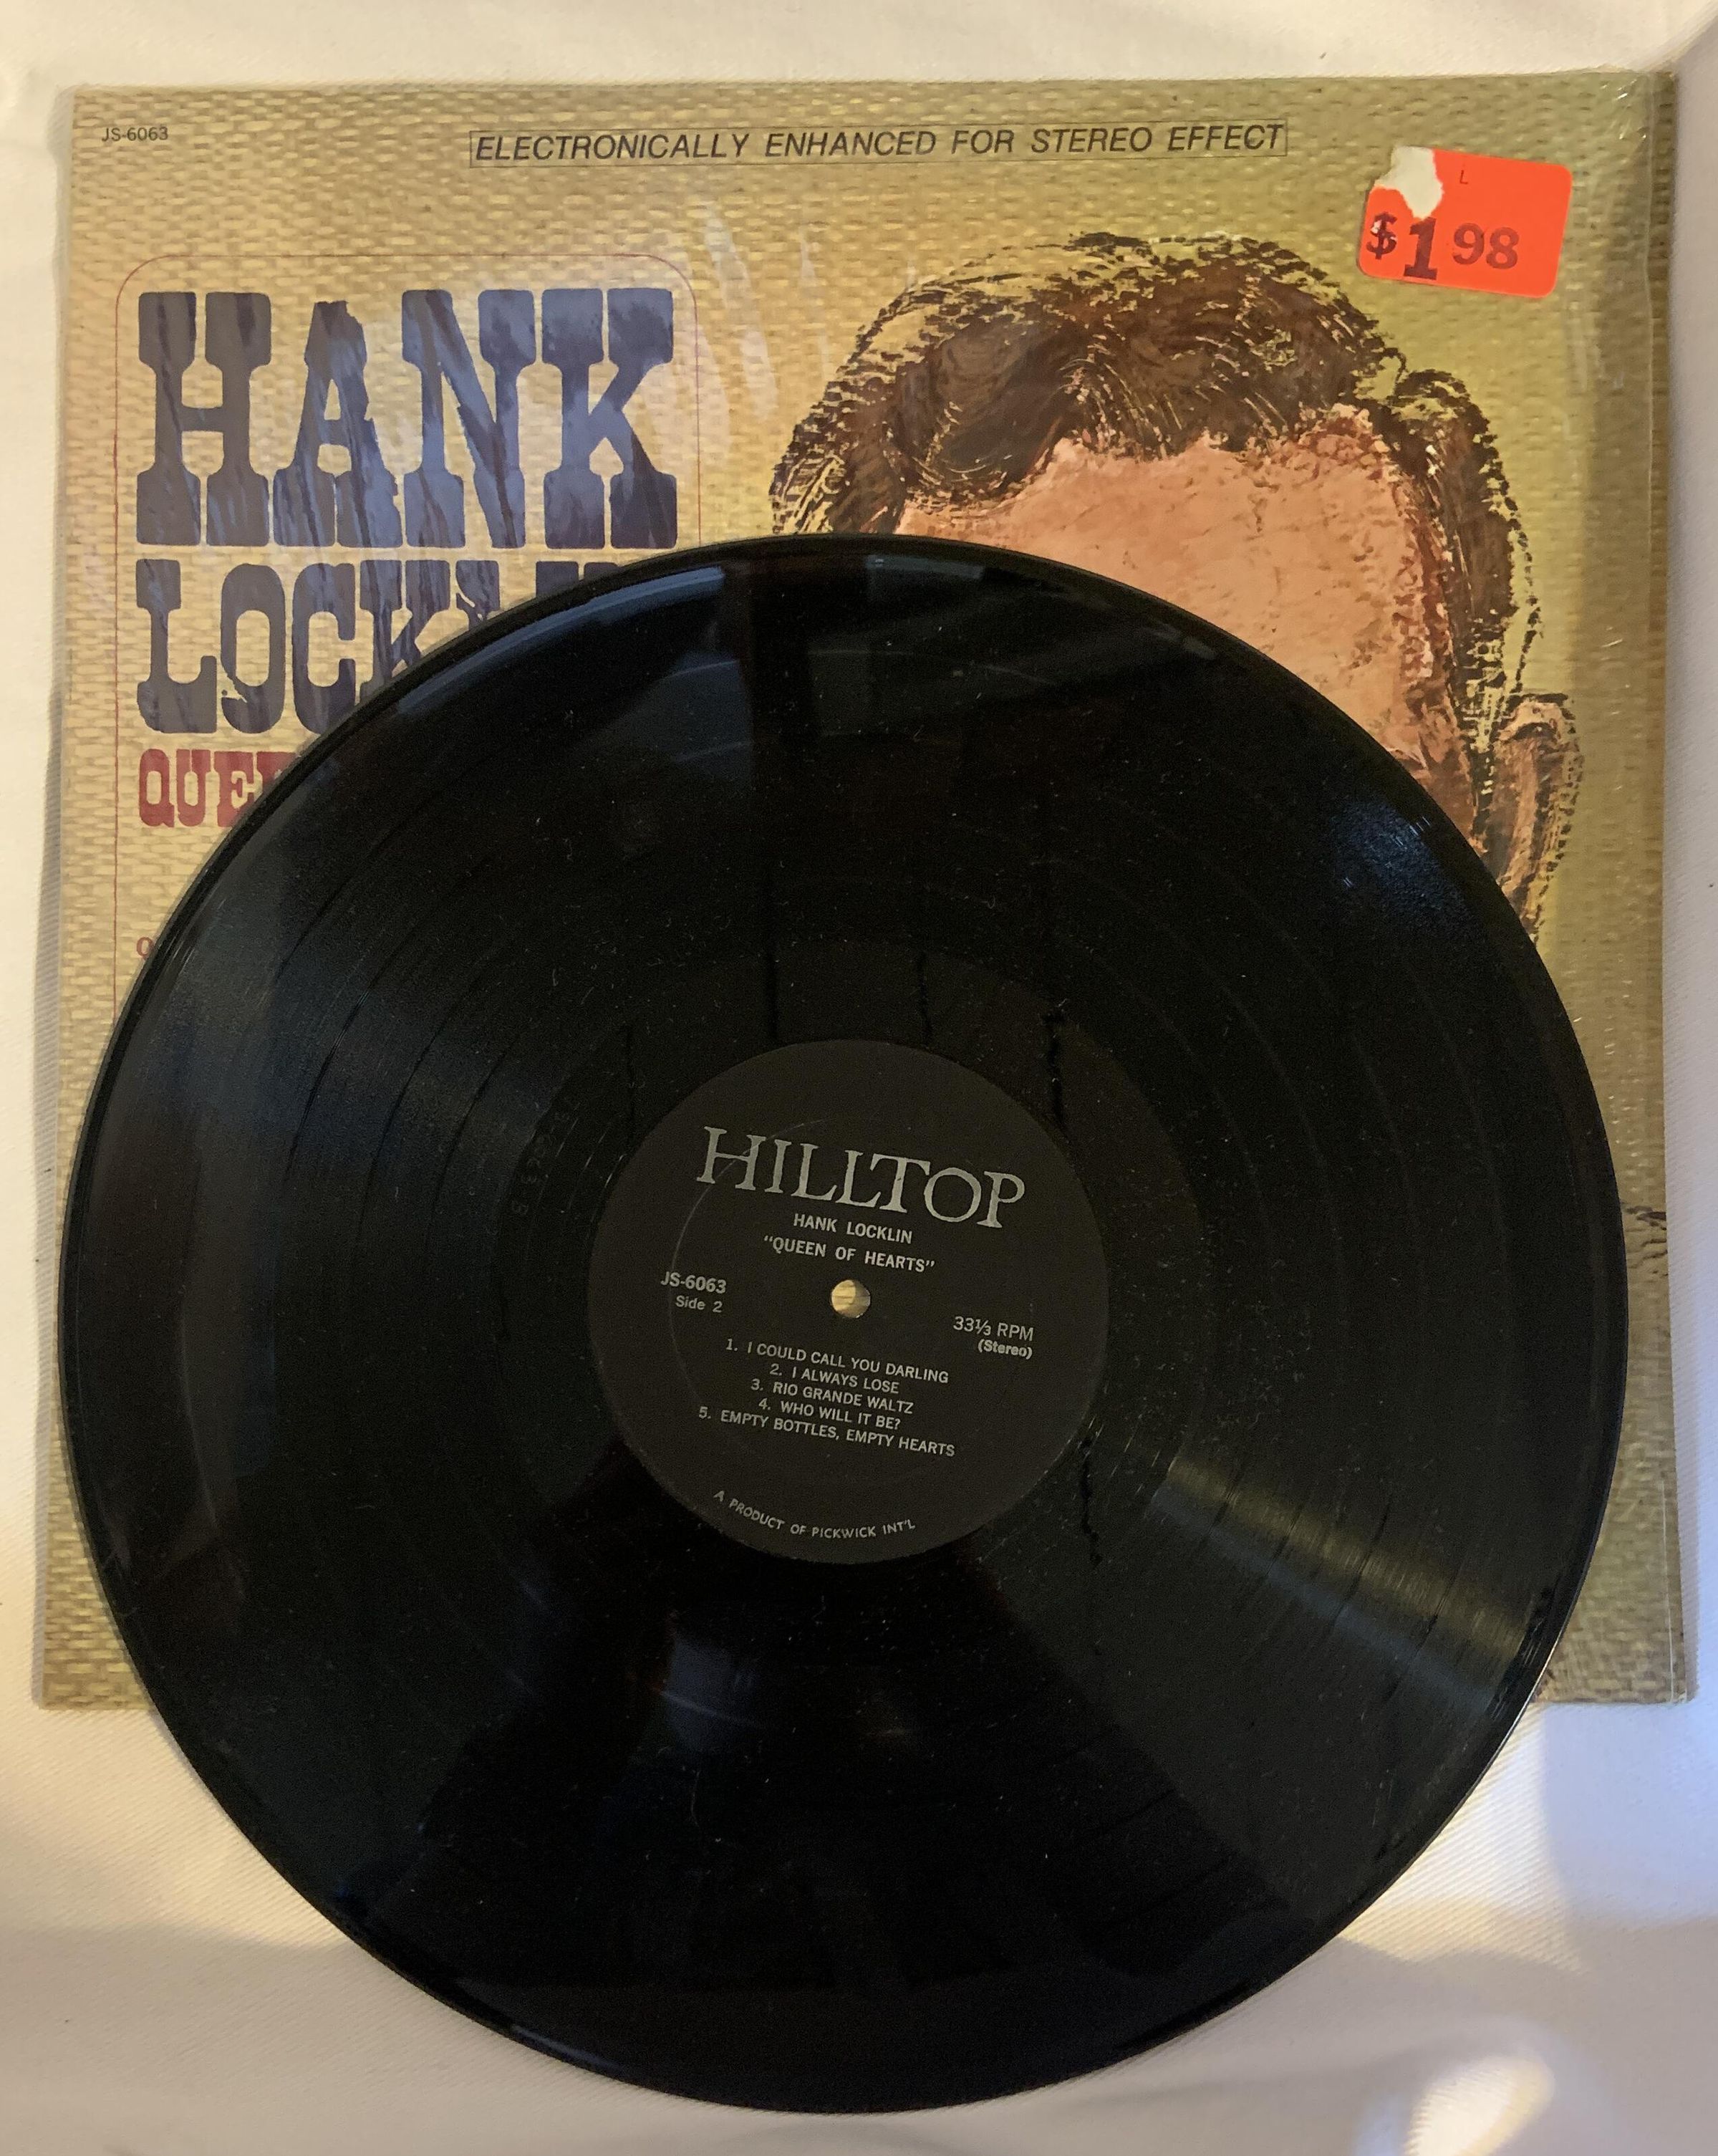 JS-6063
ELECTRONICALLY ENHANCED FOR STEREO EFFECT
L
$1 98
HANK
HILLTOP
HANK LOCKLIN
"QUEEN OF HEARTS"
JS-6063
Side 2
33⅓ RPM
(Stereo)
1. I COULD CALL YOU DARLING
2. I ALWAYS LOSE
3. RIO GRANDE WALTZ
4. WHO WILL IT BE?
5. EMPTY BOTTLES, EMPTY HEARTS
A PRODUCT OF PICKWICK INT'L